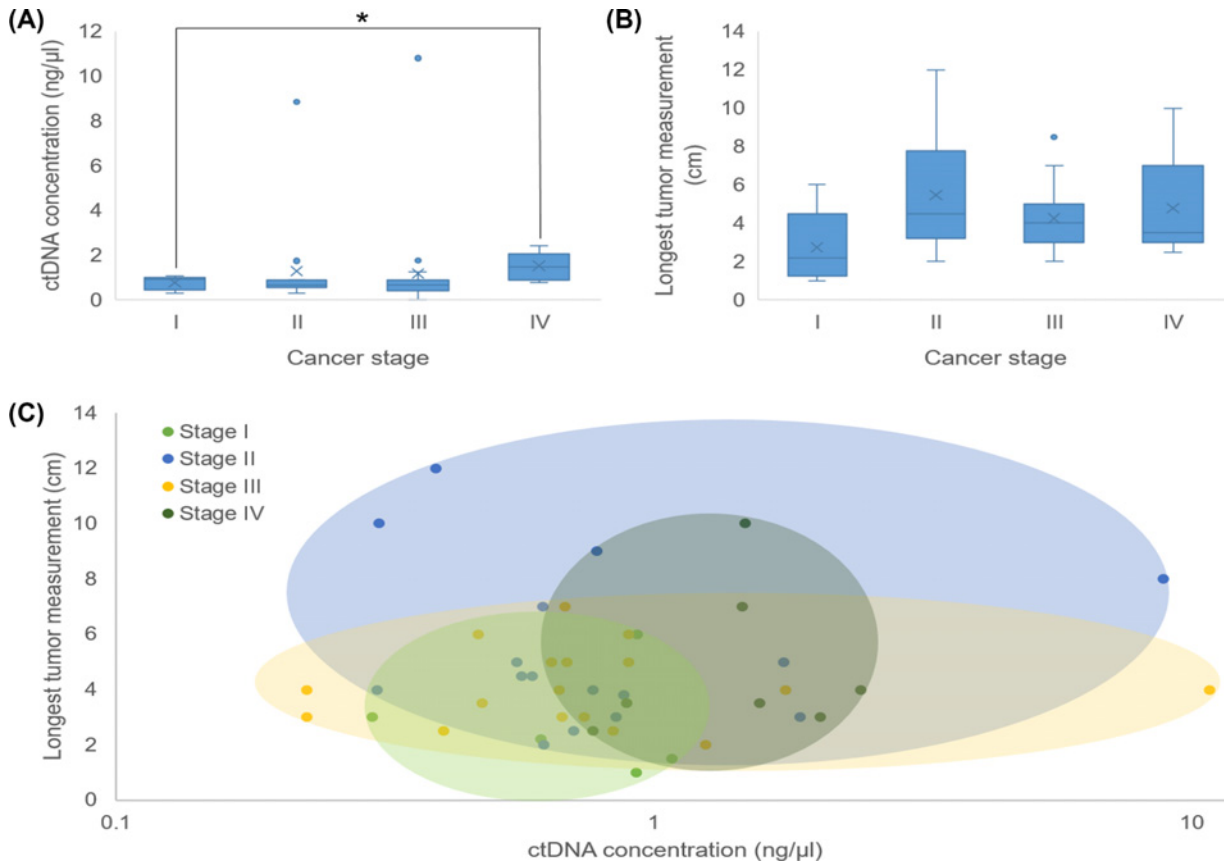 (A)
ctDNA concentration (ng/µl)
12
10
8
6
4
2
0
*
I II III IV
Cancer stage
(B)
Longest tumor measurement
(cm)
14
12
10
8
6
4
2
0
I II III IV
Cancer stage
(C)
Longest tumor measurement (cm)
14
12
10
8
6
4
2
0
Stage I
Stage II
Stage III
Stage IV
0.1 1 10
ctDNA concentration (ng/µl)